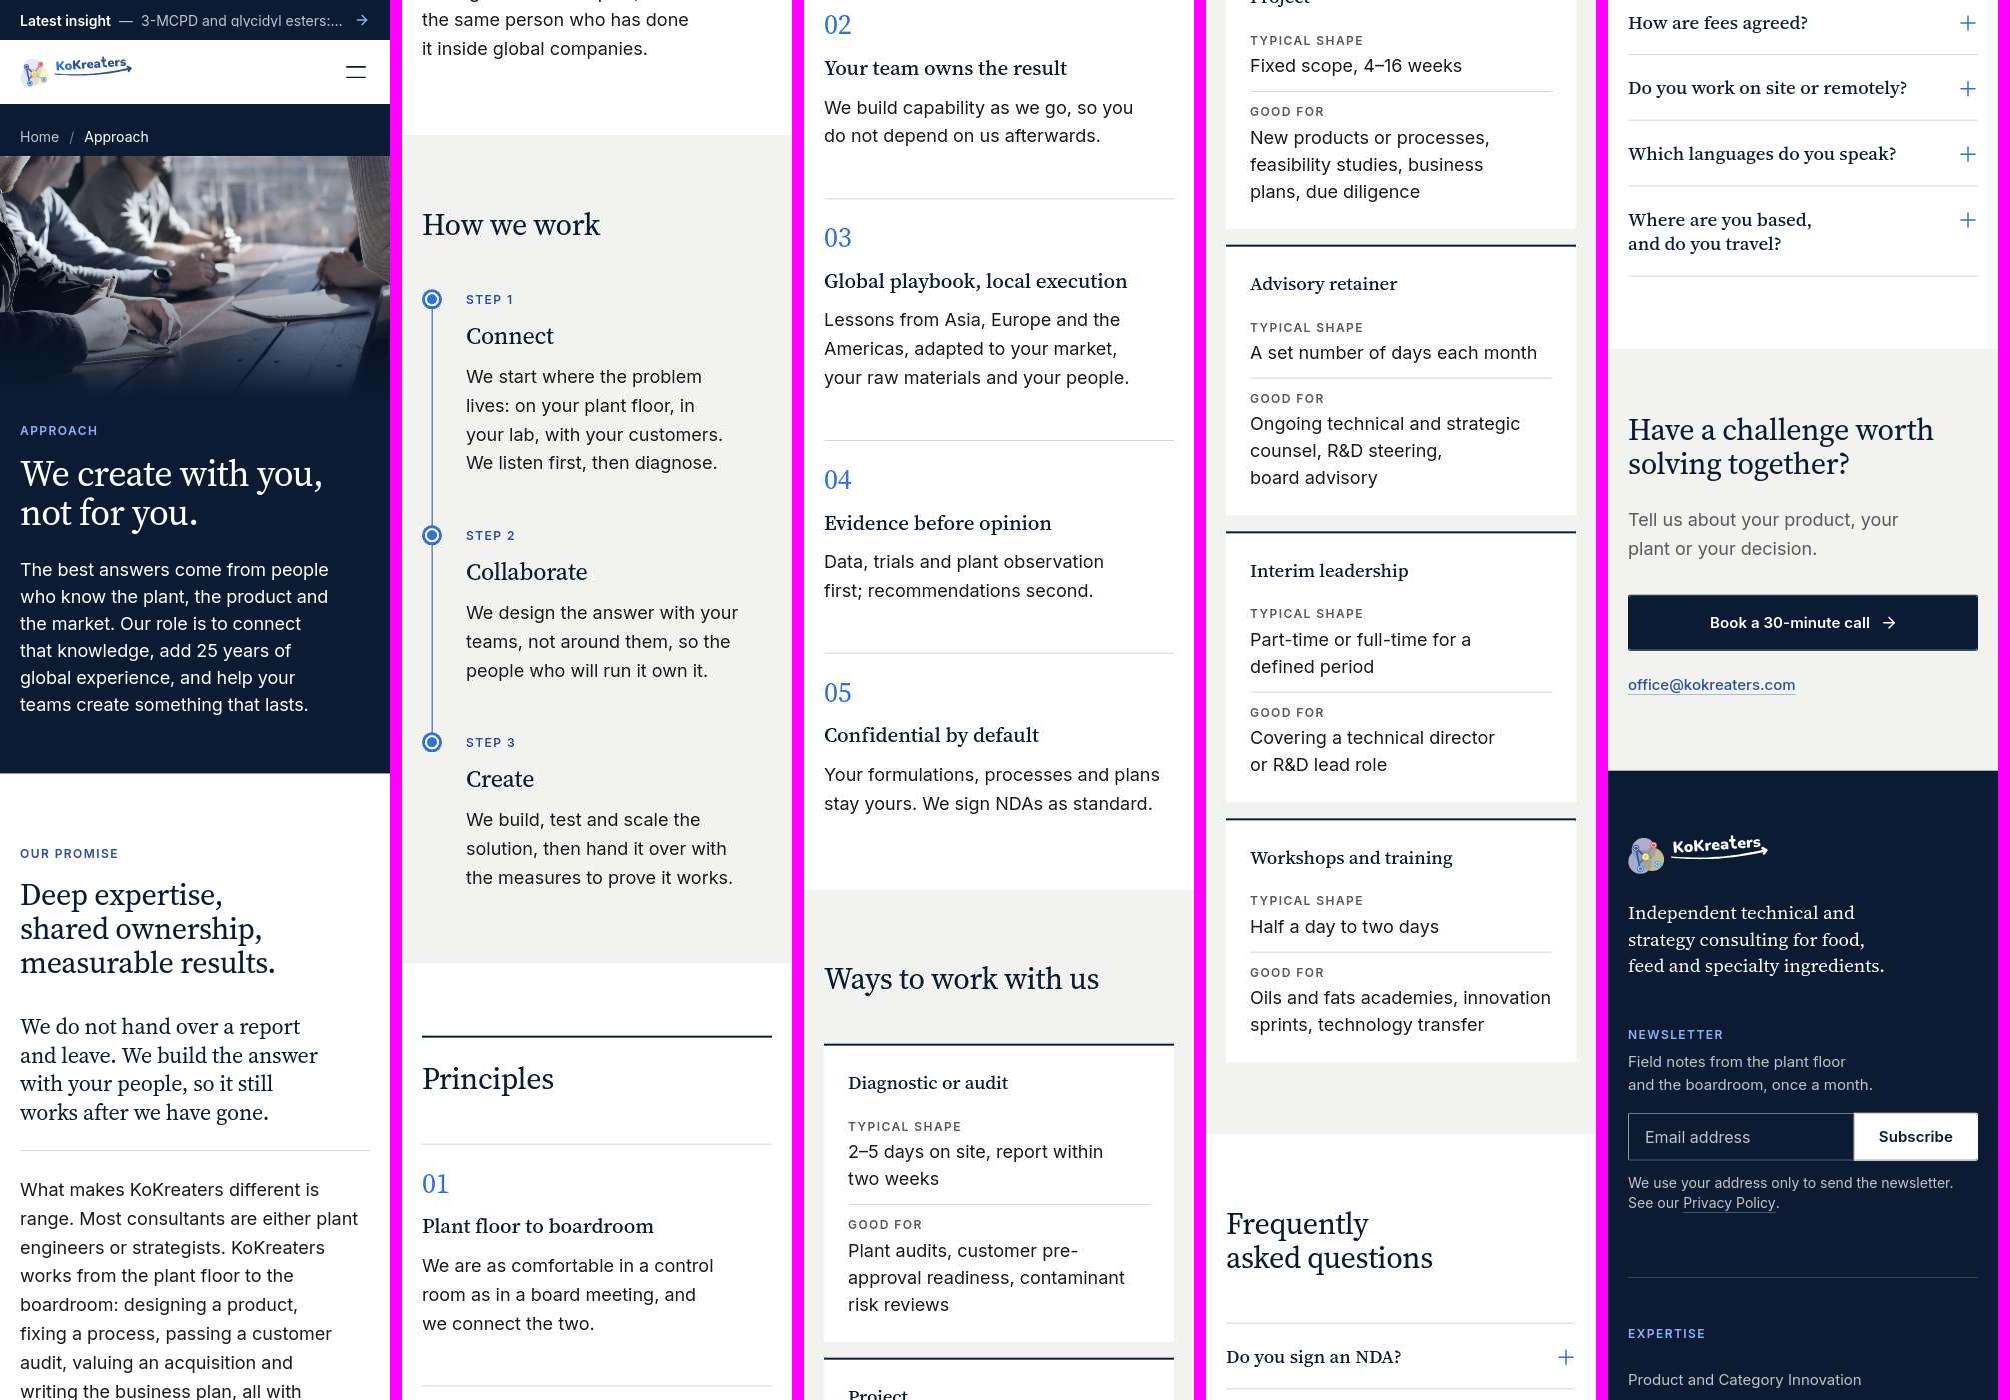 Latest insight — 3-MCPD and glycidyl esters:... →
KoKreaters
Home / Approach
APPROACH
We create with you,
not for you.
The best answers come from people
who know the plant, the product and
the market. Our role is to connect
that knowledge, add 25 years of
global experience, and help your
teams create something that lasts.
OUR PROMISE
Deep expertise,
shared ownership,
measurable results.
We do not hand over a report
and leave. We build the answer
with your people, so it still
works after we have gone.
What makes KoKreaters different is
range. Most consultants are either plant
engineers or strategists. KoKreaters
works from the plant floor to the
boardroom: designing a product,
fixing a process, passing a customer
audit, valuing an acquisition and
writing the business plan, all with
the same person who has done
it inside global companies.
How we work
STEP 1
Connect
We start where the problem
lives: on your plant floor, in
your lab, with your customers.
We listen first, then diagnose.
STEP 2
Collaborate
We design the answer with your
teams, not around them, so the
people who will run it own it.
STEP 3
Create
We build, test and scale the
solution, then hand it over with
the measures to prove it works.
Principles
01
Plant floor to boardroom
We are as comfortable in a control
room as in a board meeting, and
we connect the two.
02
Your team owns the result
We build capability as we go, so you
do not depend on us afterwards.
03
Global playbook, local execution
Lessons from Asia, Europe and the
Americas, adapted to your market,
your raw materials and your people.
04
Evidence before opinion
Data, trials and plant observation
first; recommendations second.
05
Confidential by default
Your formulations, processes and plans
stay yours. We sign NDAs as standard.
Ways to work with us
Diagnostic or audit
TYPICAL SHAPE
2–5 days on site, report within
two weeks
GOOD FOR
Plant audits, customer pre-
approval readiness, contaminant
risk reviews
Project
Project
TYPICAL SHAPE
Fixed scope, 4–16 weeks
GOOD FOR
New products or processes,
feasibility studies, business
plans, due diligence
Advisory retainer
TYPICAL SHAPE
A set number of days each month
GOOD FOR
Ongoing technical and strategic
counsel, R&D steering,
board advisory
Interim leadership
TYPICAL SHAPE
Part-time or full-time for a
defined period
GOOD FOR
Covering a technical director
or R&D lead role
Workshops and training
TYPICAL SHAPE
Half a day to two days
GOOD FOR
Oils and fats academies, innovation
sprints, technology transfer
Frequently
asked questions
Do you sign an NDA?
How are fees agreed?
Do you work on site or remotely?
Which languages do you speak?
Where are you based,
and do you travel?
Have a challenge worth
solving together?
Tell us about your product, your
plant or your decision.
Book a 30-minute call →
office@kokreaters.com
KoKreaters
Independent technical and
strategy consulting for food,
feed and specialty ingredients.
NEWSLETTER
Field notes from the plant floor
and the boardroom, once a month.
Email address
Subscribe
We use your address only to send the newsletter.
See our Privacy Policy.
EXPERTISE
Product and Category Innovation